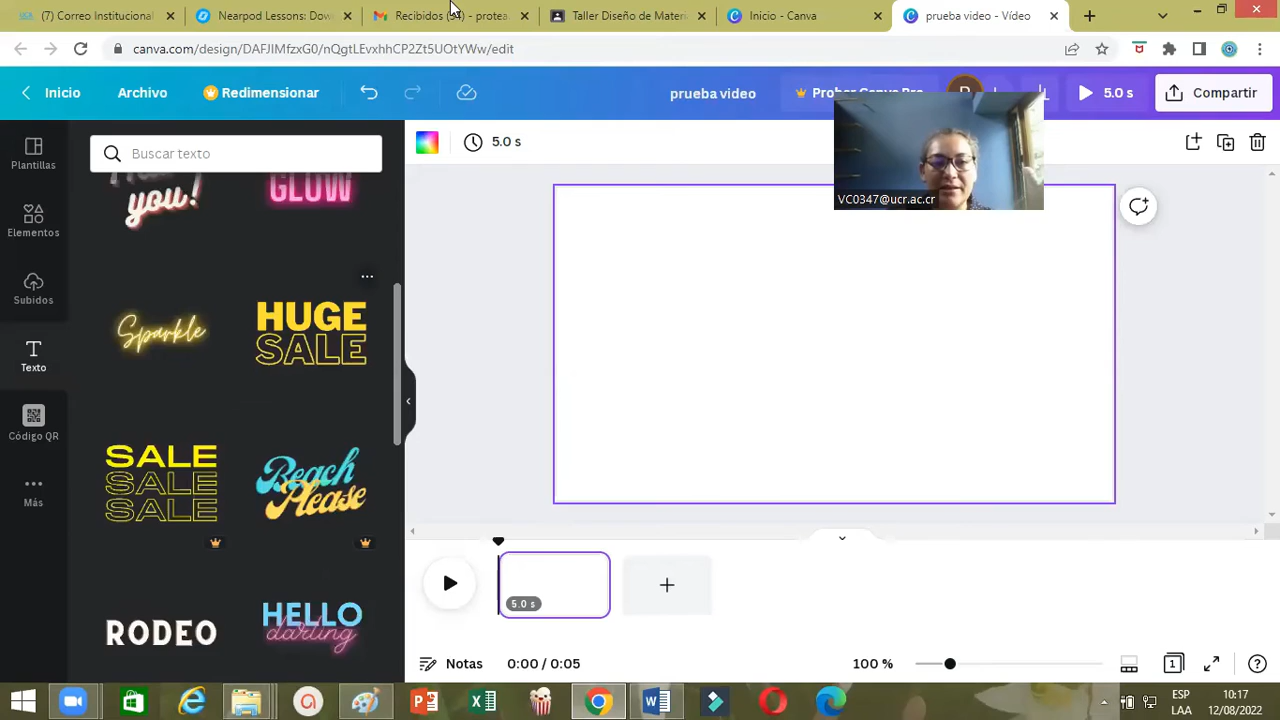 (7) Correo Institucional
Nearpod Lessons: Dow
Recibidos - protea
Taller Diseño de Materi
Inicio - Canva
prueba video - Vídeo
canva.com/design/DAFJIMfzxG0/nQgtLEvxhhCP2Zt5UOtYWw/edit
Inicio
Archivo
Redimensionar
prueba video
Probar Canva Pro
5.0 s
Compartir
Plantillas
Elementos
Subidos
Texto
Código QR
Más
Buscar texto
you!
GLOW
Sparkle
HUGE
SALE
SALE
SALE
SALE
Beach
Please
RODEO
HELLO
darling
5.0 s
VC0347@ucr.ac.cr
5.0 s
Notas
0:00 / 0:05
100 %
1
ESP
LAA
10:17
12/08/2022